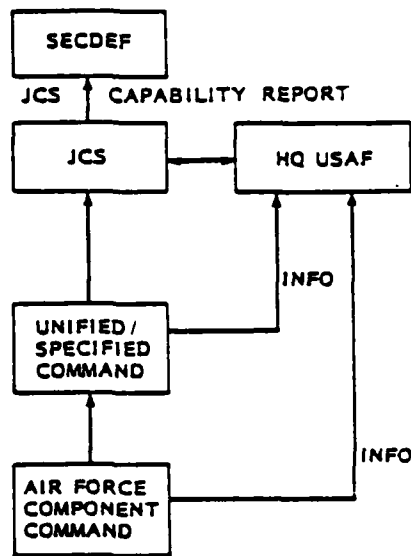 SECDEF
JCS CAPABILITY REPORT
JCS
HQ USAF
INFO
UNIFIED/
SPECIFIED
COMMAND
INFO
AIR FORCE
COMPONENT
COMMAND